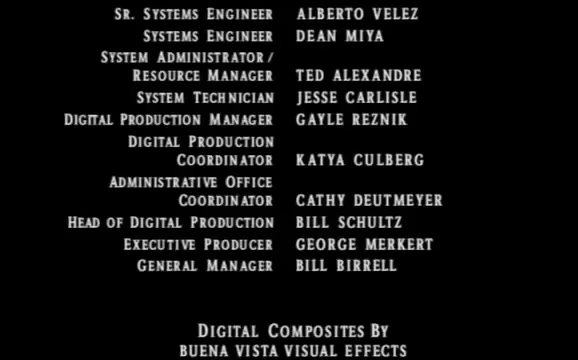 SR. SYSTEMS ENGINEER ALBERTO VELEZ
SYSTEMS ENGINEER DEAN MIYA
SYSTEM ADMINISTRATOR /
RESOURCE MANAGER TED ALEXANDRE
SYSTEM TECHNICIAN JESSE CARLISLE
DIGITAL PRODUCTION MANAGER GAYLE REZNIK
DIGITAL PRODUCTION
COORDINATOR KATYA CULBERG
ADMINISTRATIVE OFFICE
COORDINATOR CATHY DEUTMEYER
HEAD OF DIGITAL PRODUCTION BILL SCHULTZ
EXECUTIVE PRODUCER GEORGE MERKERT
GENERAL MANAGER BILL BIRRELL
DIGITAL COMPOSITES BY
BUENA VISTA VISUAL EFFECTS